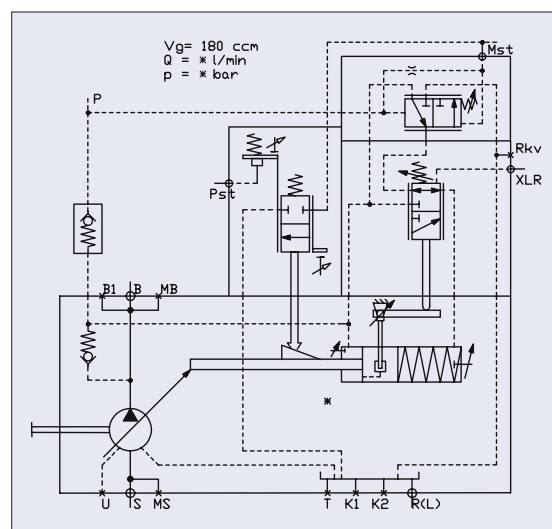 Vg= 180 ccm
Q = * l/min
p = * bar
Mst
P
Rkv
XLR
Pst
B1 B MB
*
U S MS T K1 K2 R(L)